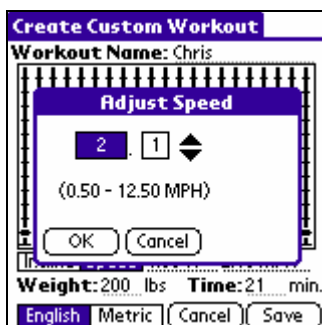 Create Custom Workout
Workout Name: Chris
Adjust Speed
2 . 1
(0.50 - 12.50 MPH)
OK Cancel
Weight: 200 lbs Time: 21 min.
English Metric Cancel Save